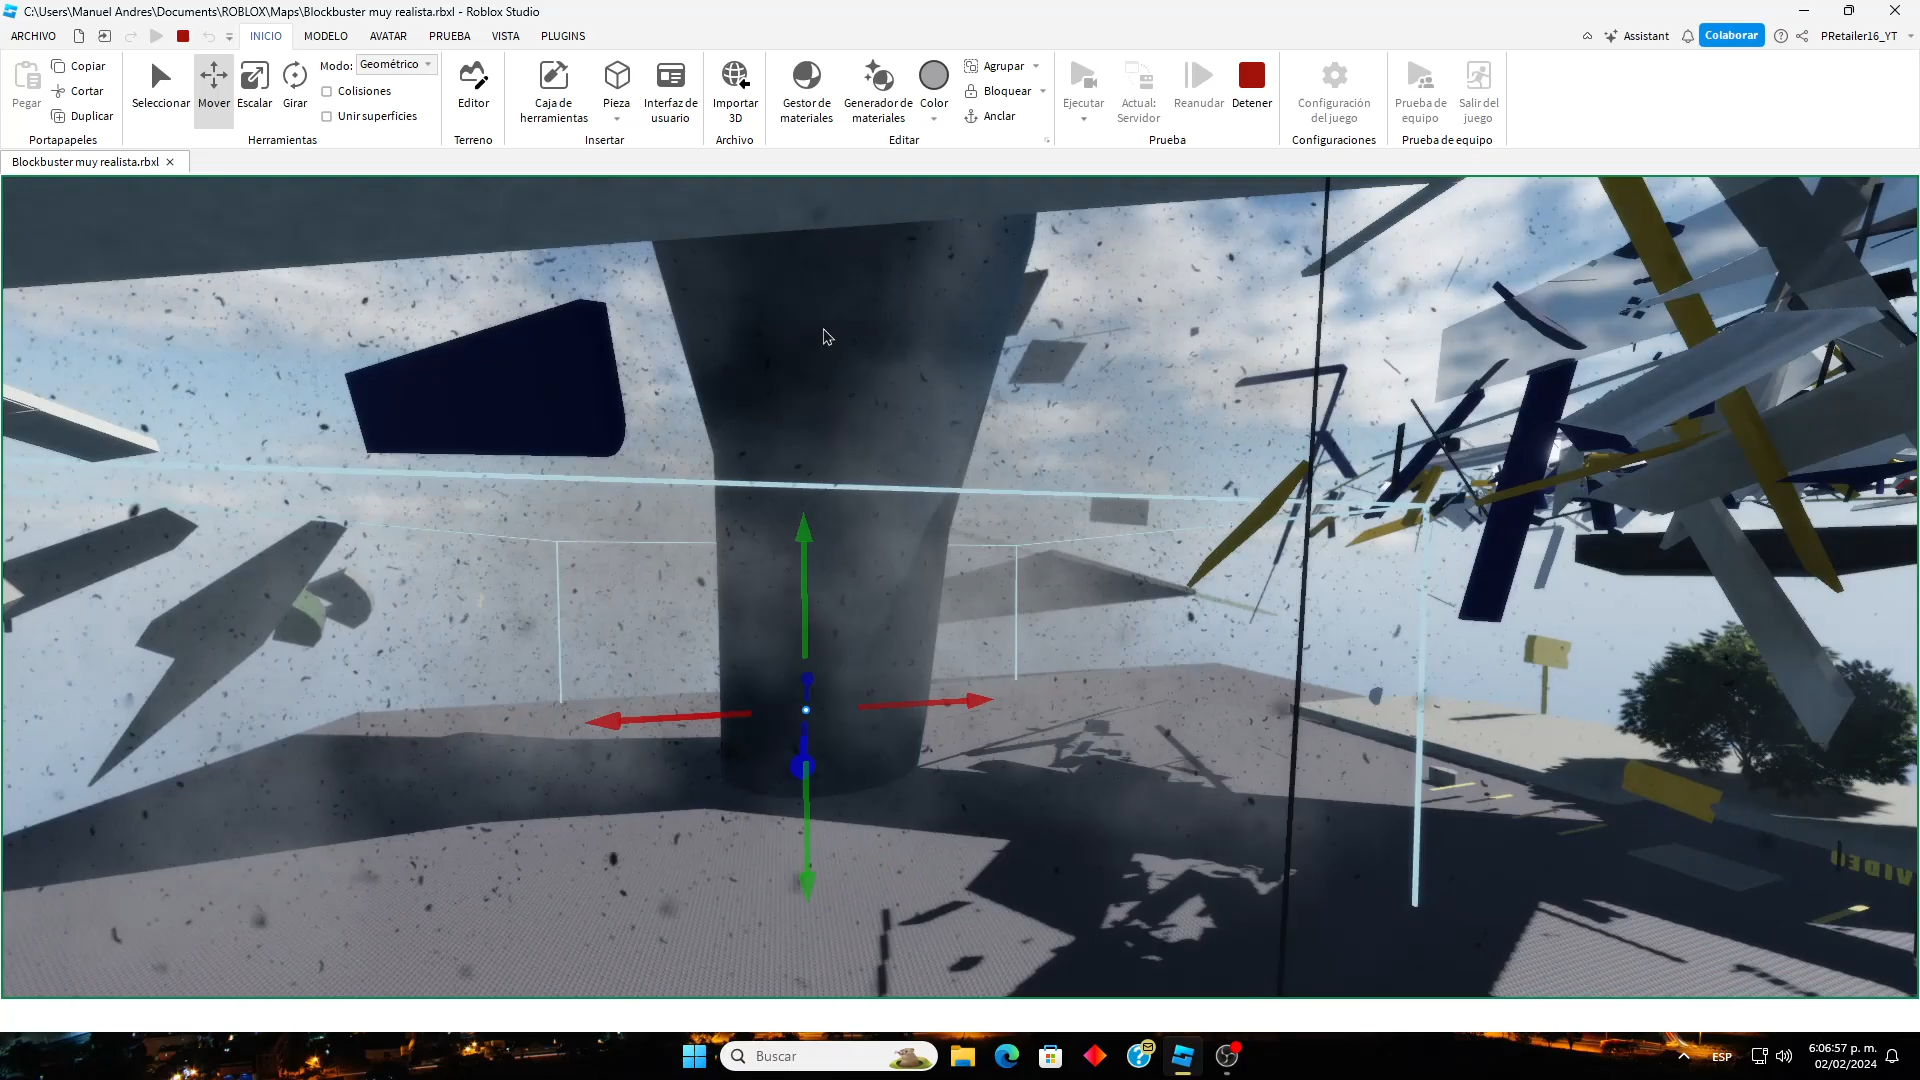 C:\Users\Manuel Andres\Documents\ROBLOX\Maps\Blockbuster muy realista.rbxl - Roblox Studio
ARCHIVO INICIO MODELO AVATAR PRUEBA VISTA PLUGINS Assistant Colaborar PRetailer16_YT
Pegar
Copiar
Cortar
Duplicar
Portapapeles
Seleccionar Mover Escalar Girar
Modo: Geométrico
Colisiones
Unir superficies
Herramientas
Editor
Terreno
Caja de herramientas
Pieza
Interfaz de usuario
Insertar
Importar 3D
Archivo
Gestor de materiales
Generador de materiales
Color
Agrupar
Bloquear
Anclar
Editar
Ejecutar
Actual: Servidor
Reanudar
Detener
Prueba
Configuración del juego
Configuraciones
Prueba de equipo
Salir del juego
Prueba de equipo
Blockbuster muy realista.rbxl
VIDEO
Buscar
ESP
6:06:57 p. m.
02/02/2024